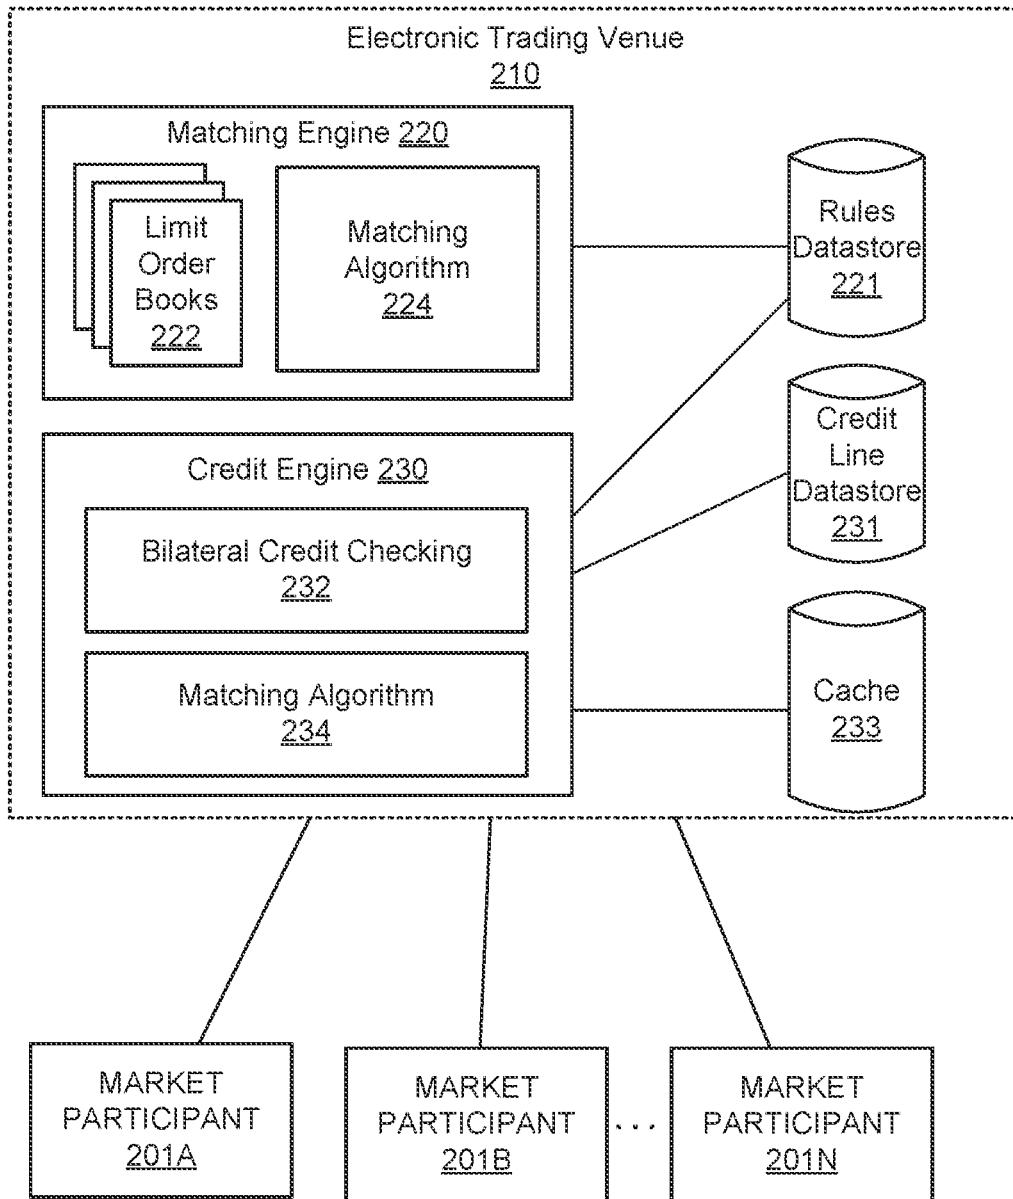 Electronic Trading Venue
210
Matching Engine 220
Limit
Order
Books
222
Matching
Algorithm
224
Rules
Datastore
221
Credit
Line
Datastore
231
Credit Engine 230
Bilateral Credit Checking
232
Matching Algorithm
234
Cache
233
MARKET
PARTICIPANT
201A
MARKET
PARTICIPANT
201B
...
MARKET
PARTICIPANT
201N